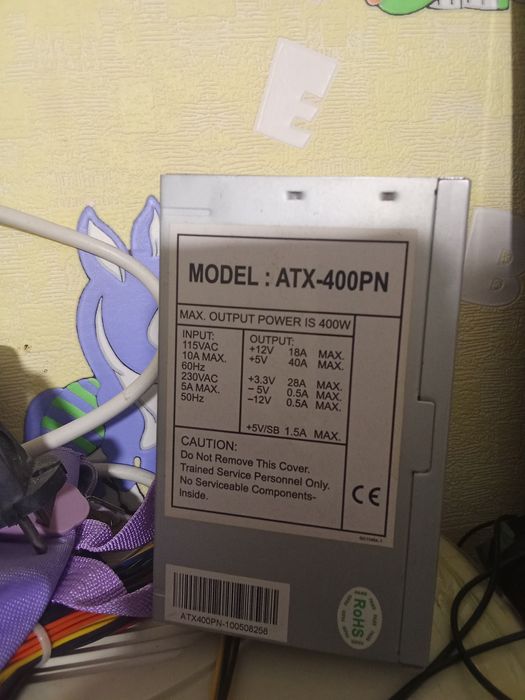 E
B
MODEL : ATX-400PN
MAX. OUTPUT POWER IS 400W
INPUT:
115VAC
10A MAX.
60Hz
230VAC
5A MAX.
50Hz
OUTPUT:
+12V 18A MAX.
+5V 40A MAX.
+3.3V 28A MAX.
– 5V 0.5A MAX.
–12V 0.5A MAX.
+5V/SB 1.5A MAX.
CAUTION:
Do Not Remove This Cover.
Trained Service Personnel Only.
No Serviceable Components-
Inside.
CE
ATX400PN-100508256
RoHS